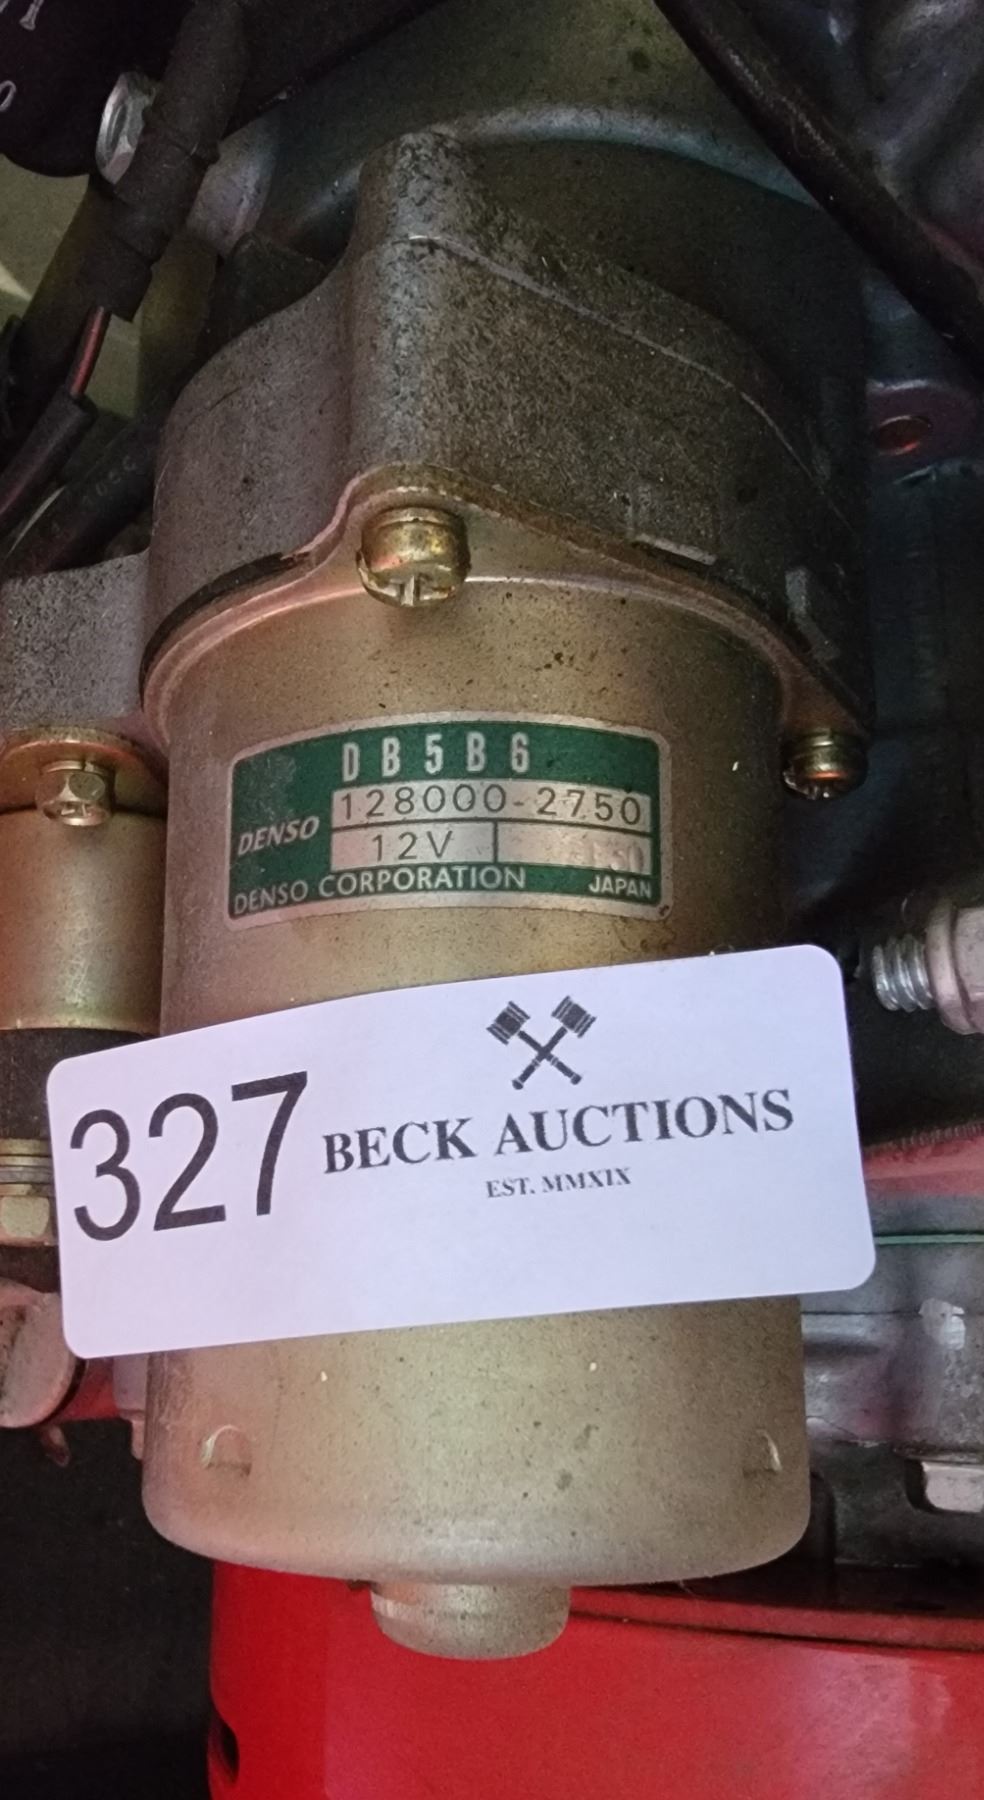 DB5B6
DENSO
128000-2750
12V
DENSO CORPORATION JAPAN
327
BECK AUCTIONS
EST. MMXIX